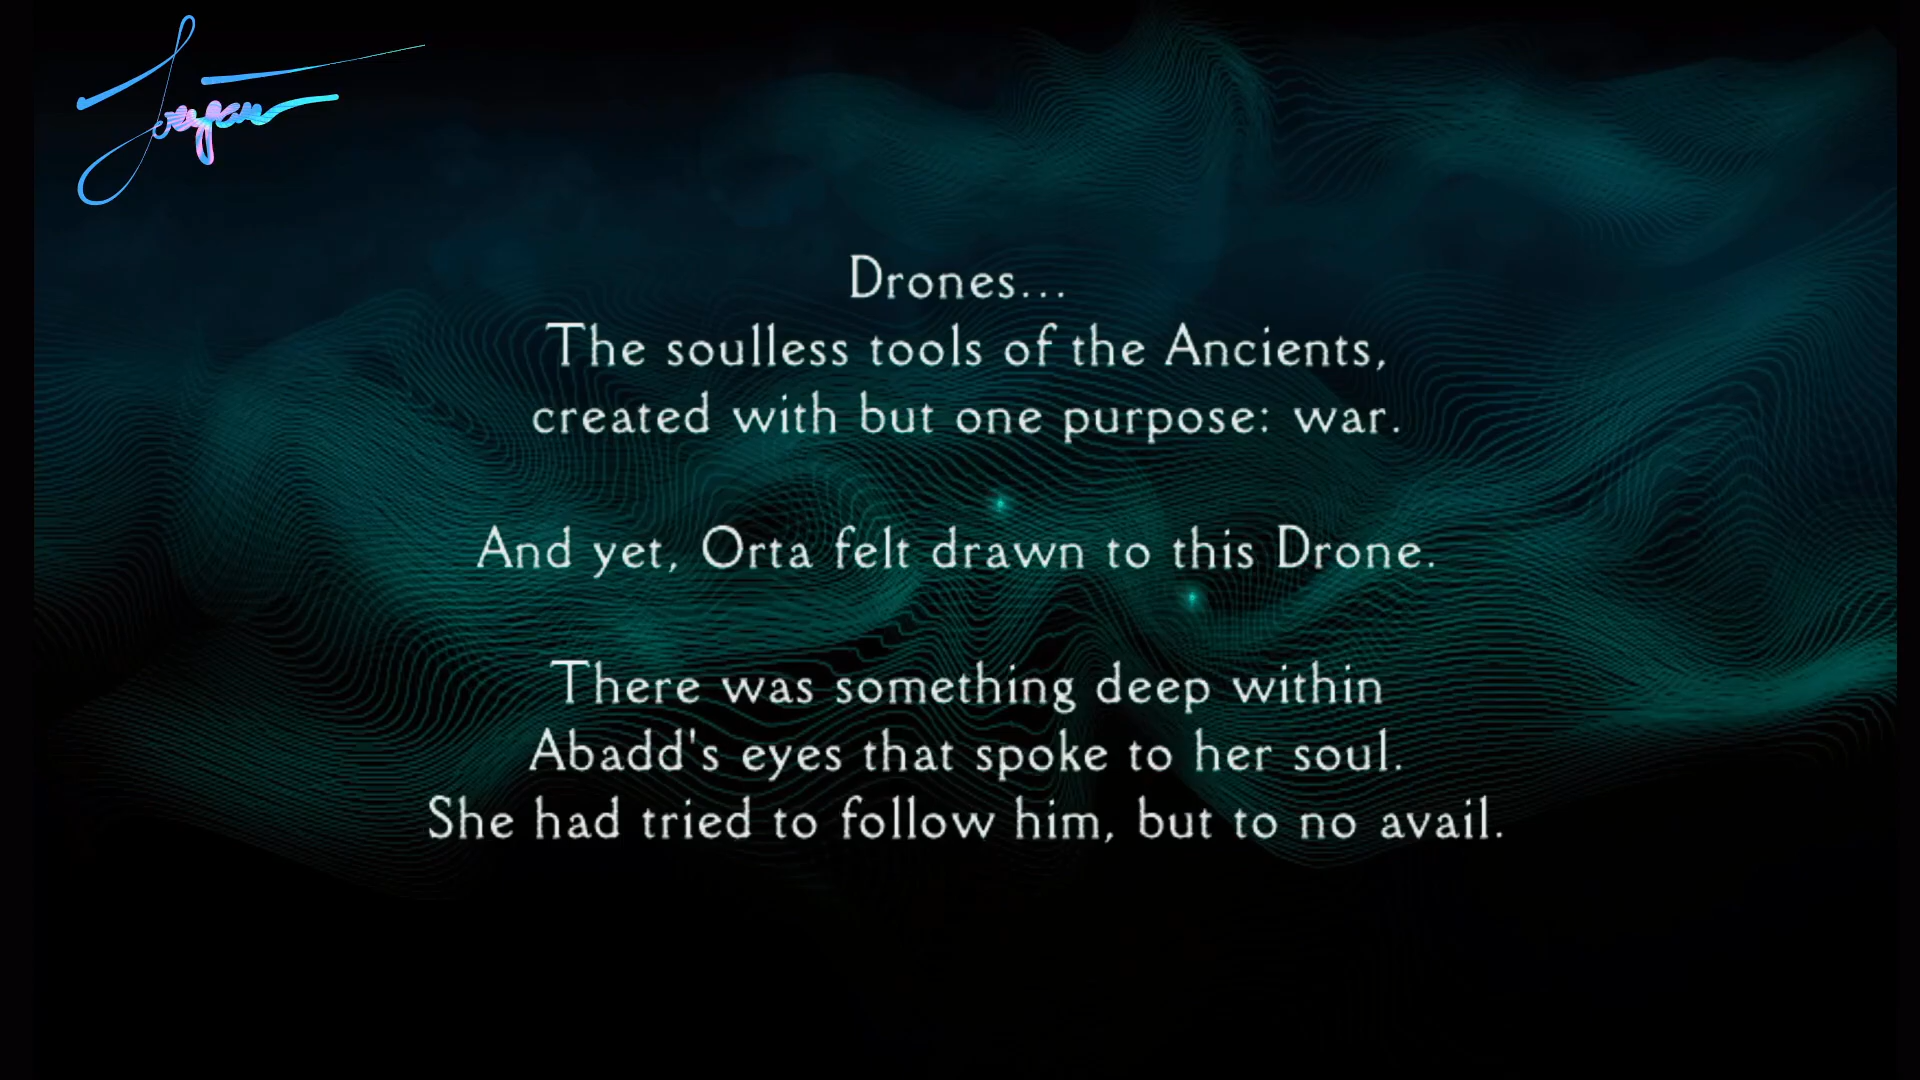 Drones...
The soulless tools of the Ancients,
created with but one purpose: war.
And yet, Orta felt drawn to this Drone.
There was something deep within
Abadd's eyes that spoke to her soul.
She had tried to follow him, but to no avail.